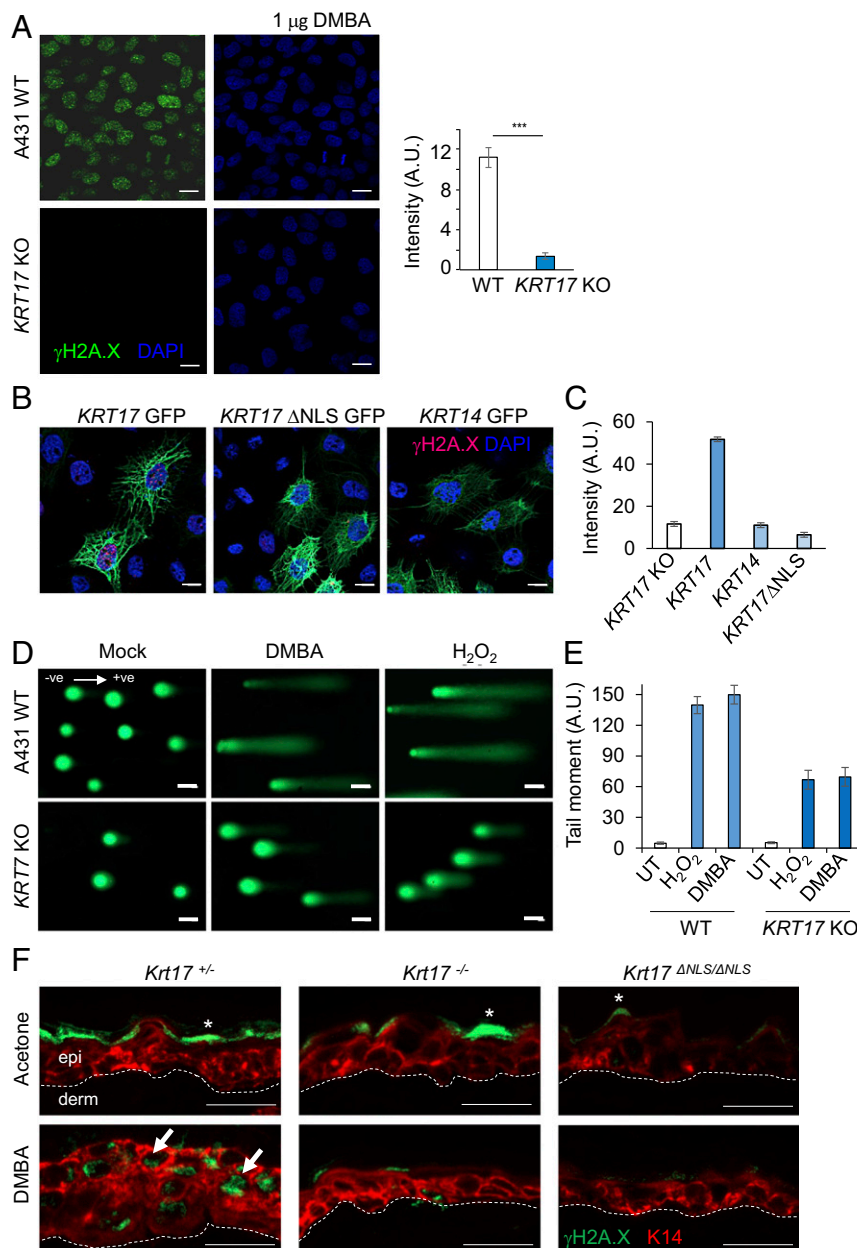 A
1 μg DMBA
A431 WT
KRT17 KO
γH2A.X DAPI
Intensity (A.U.)
12
8
4
0
***
WT KRT17 KO
B
KRT17 GFP KRT17 ΔNLS GFP KRT14 GFP
γH2A.X DAPI
C
Intensity (A.U.)
60
40
20
0
KRT17 KO
KRT17
KRT14
KRT17ΔNLS
D
Mock DMBA H₂O₂
-ve +ve
A431 WT
KRT7 KO
E
Tail moment (A.U.)
150
120
90
60
30
0
UT
H₂O₂
DMBA
UT
H₂O₂
DMBA
WT KRT17 KO
F
Krt17 +/- Krt17 -/- Krt17 ΔNLS/ΔNLS
Acetone
* * *
epi
derm
DMBA
γH2A.X K14